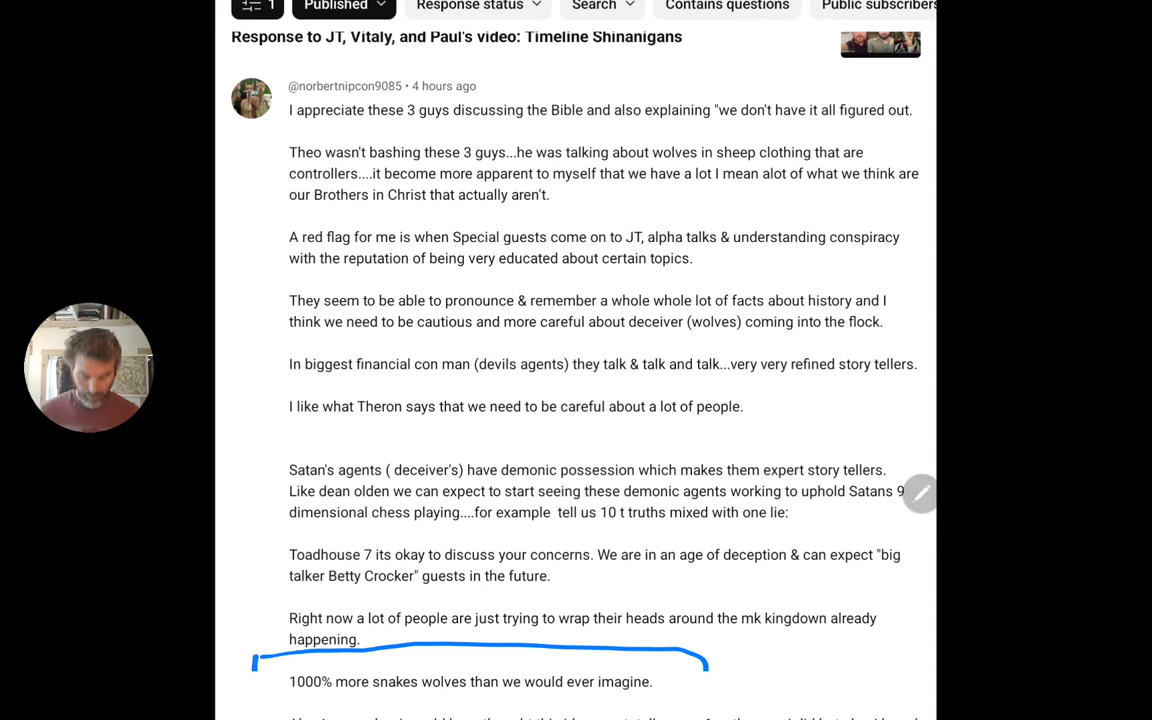 1
Published
Response status
Search
Contains questions
Public subscribers
Response to JT, Vitaly, and Paul's video: Timeline Shinanigans
@norbertnipcon9085 • 4 hours ago
I appreciate these 3 guys discussing the Bible and also explaining "we don't have it all figured out.
Theo wasn't bashing these 3 guys...he was talking about wolves in sheep clothing that are
controllers....it become more apparent to myself that we have a lot I mean alot of what we think are
our Brothers in Christ that actually aren't.
A red flag for me is when Special guests come on to JT, alpha talks & understanding conspiracy
with the reputation of being very educated about certain topics.
They seem to be able to pronounce & remember a whole whole lot of facts about history and I
think we need to be cautious and more careful about deceiver (wolves) coming into the flock.
In biggest financial con man (devils agents) they talk & talk and talk...very very refined story tellers.
I like what Theron says that we need to be careful about a lot of people.
Satan's agents ( deceiver's) have demonic possession which makes them expert story tellers.
Like dean olden we can expect to start seeing these demonic agents working to uphold Satans 9
dimensional chess playing....for example  tell us 10 t truths mixed with one lie:
Toadhouse 7 its okay to discuss your concerns. We are in an age of deception & can expect "big
talker Betty Crocker" guests in the future.
Right now a lot of people are just trying to wrap their heads around the mk kingdown already
happening.
1000% more snakes wolves than we would ever imagine.